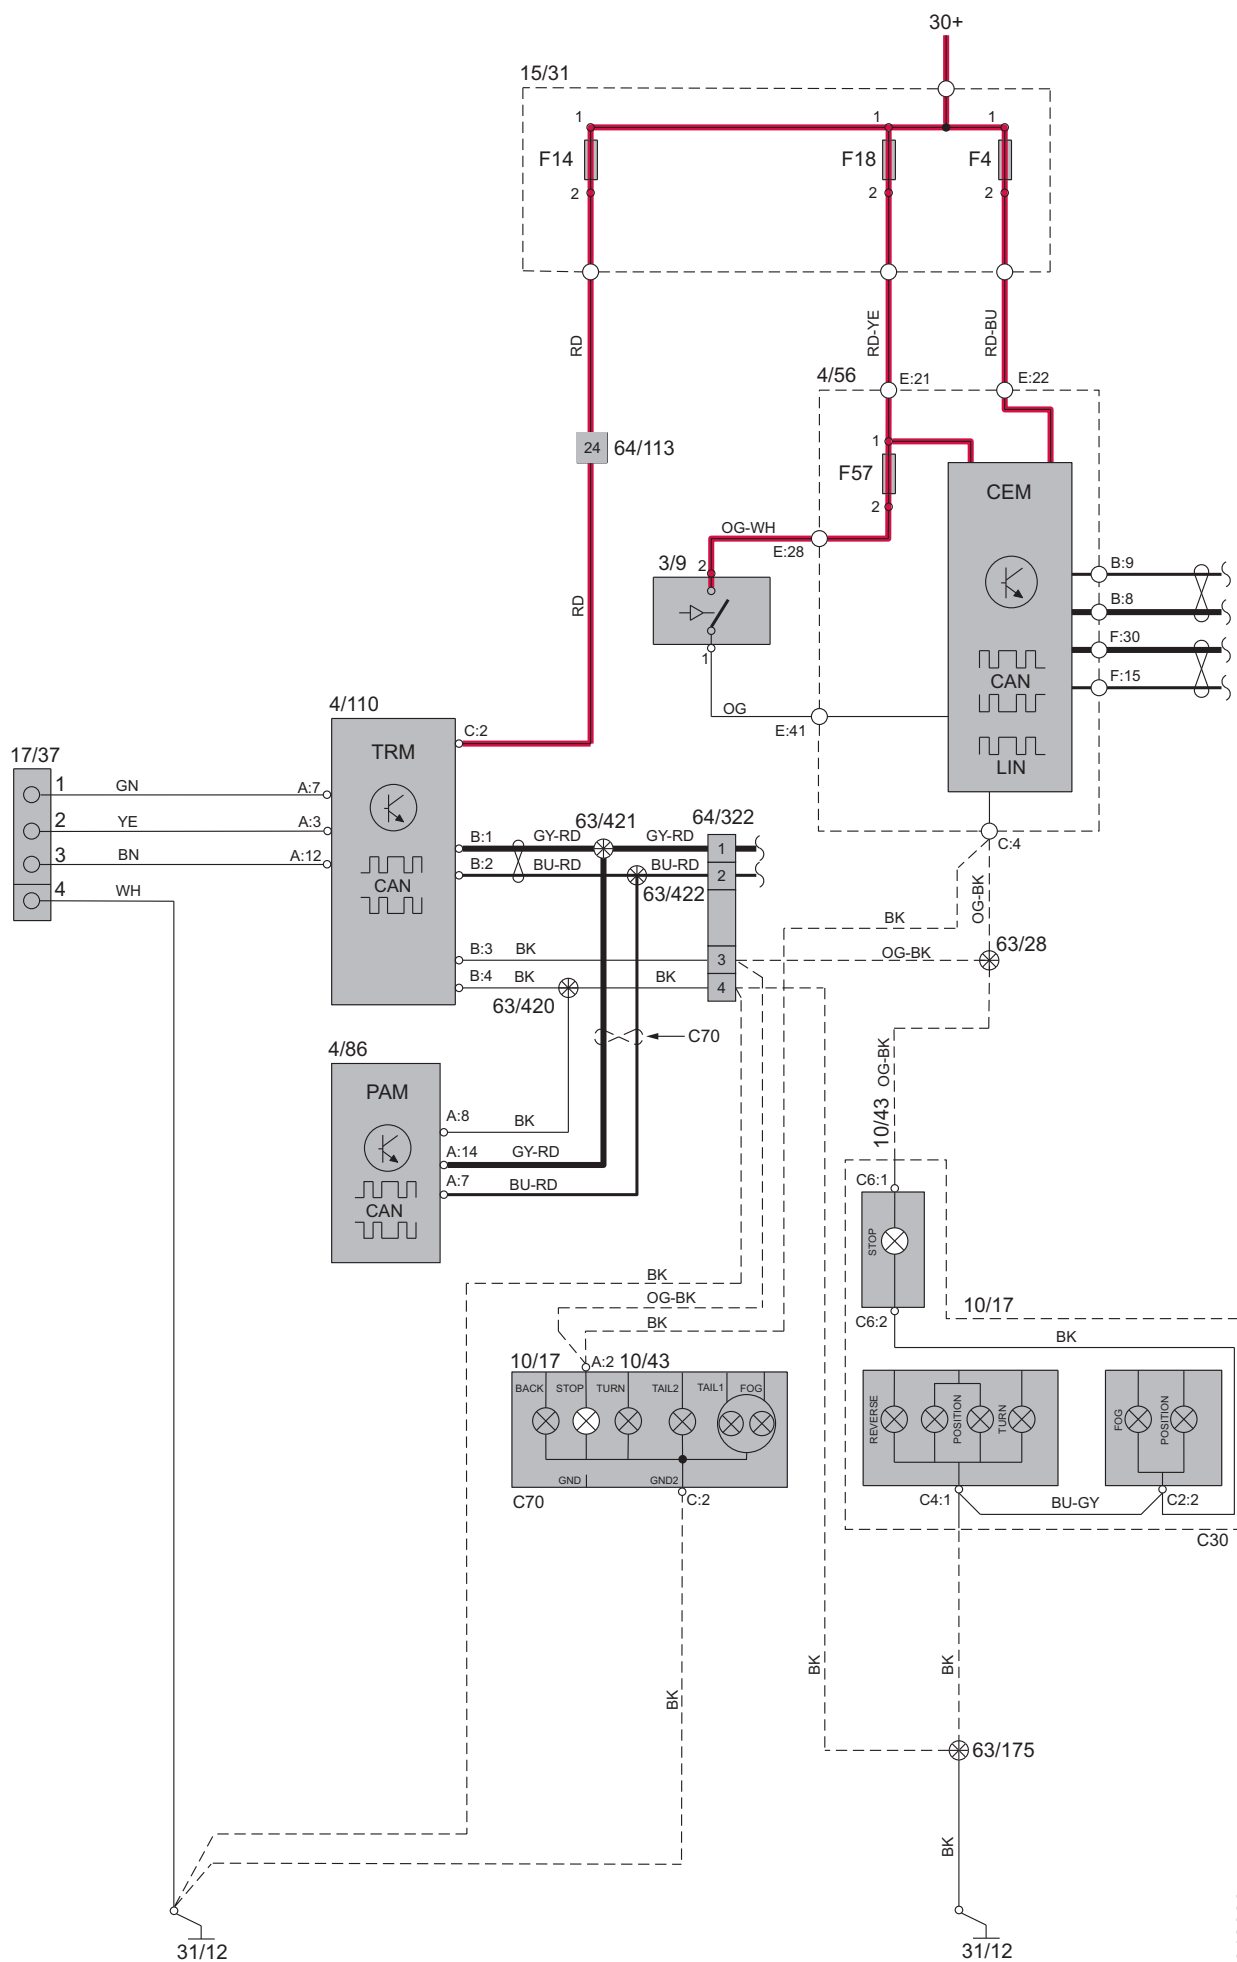 30+
15/31
1
1
1
F14
F18
F4
2
2
2
RD
RD-YE
RD-BU
4/56
E:21
E:22
24
64/113
1
F57
2
CEM
OG-WH
E:28
3/9
2
B:9
B:8
RD
F:30
1
CAN
F:15
OG
E:41
LIN
4/110
C:2
TRM
17/37
1
GN
A:7
2
YE
A:3
3
BN
A:12
4
WH
63/421
64/322
B:1
GY-RD
GY-RD
1
C:4
B:2
BU-RD
BU-RD
2
CAN
63/422
OG-BK
BK
B:3
BK
3
OG-BK
63/28
B:4
BK
BK
4
63/420
C70
4/86
OG-BK
PAM
10/43
A:8
BK
A:14
GY-RD
A:7
BU-RD
CAN
C6:1
STOP
BK
OG-BK
BK
C6:2
10/17
BK
10/17
A:2
10/43
BACK
STOP
TURN
TAIL2
TAIL1
FOG
REVERSE
POSITION
TURN
FOG
POSITION
GND
GND2
C70
C:2
C4:1
BU-GY
C2:2
C30
BK
BK
BK
63/175
BK
31/12
31/12